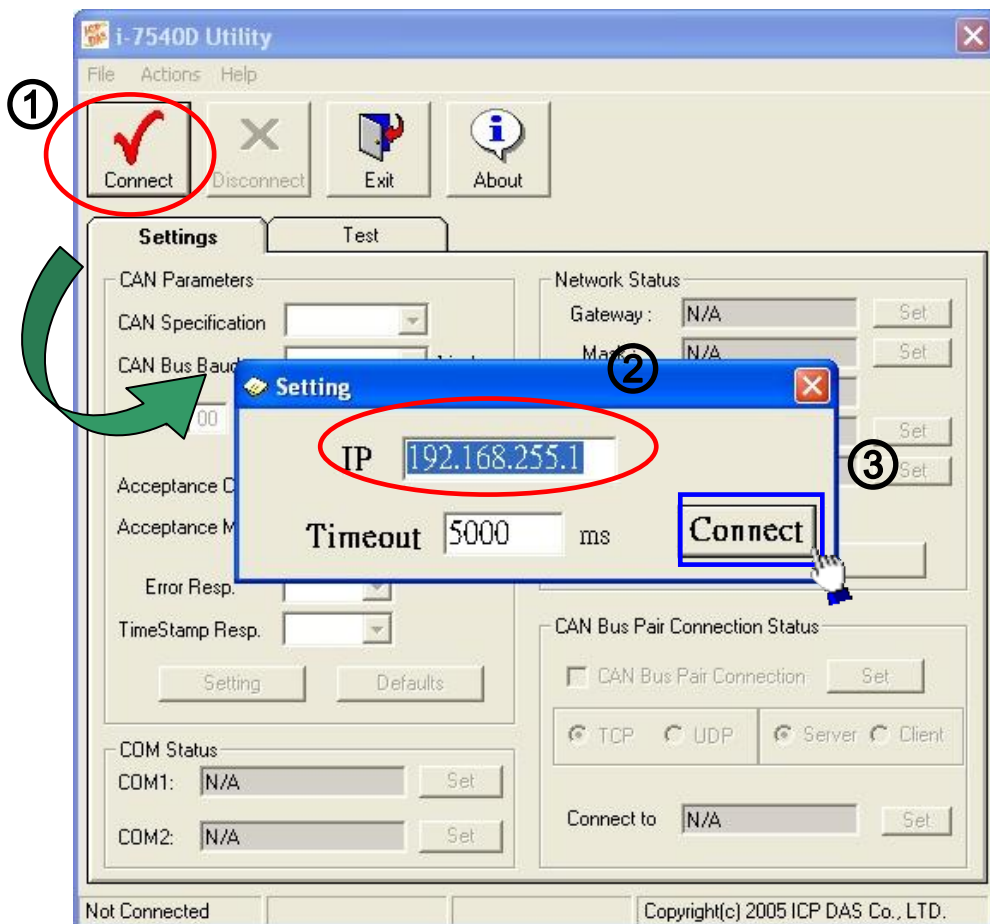 ICP DAS i-7540D Utility
File Actions Help
①
Connect Disconnect Exit About
Settings Test
CAN Parameters
CAN Specification
CAN Bus Baud
00
Acceptance C
Acceptance M
Error Resp.
TimeStamp Resp.
Setting Defaults
COM Status
COM1: N/A Set
COM2: N/A Set
Network Status
Gateway : N/A Set
Mask : N/A Set
Set
Set
②
Setting
IP 192.168.255.1
③
Timeout 5000 ms Connect
CAN Bus Pair Connection Status
CAN Bus Pair Connection Set
TCP UDP Server Client
Connect to N/A Set
Not Connected Copyright(c) 2005 ICP DAS Co., LTD.